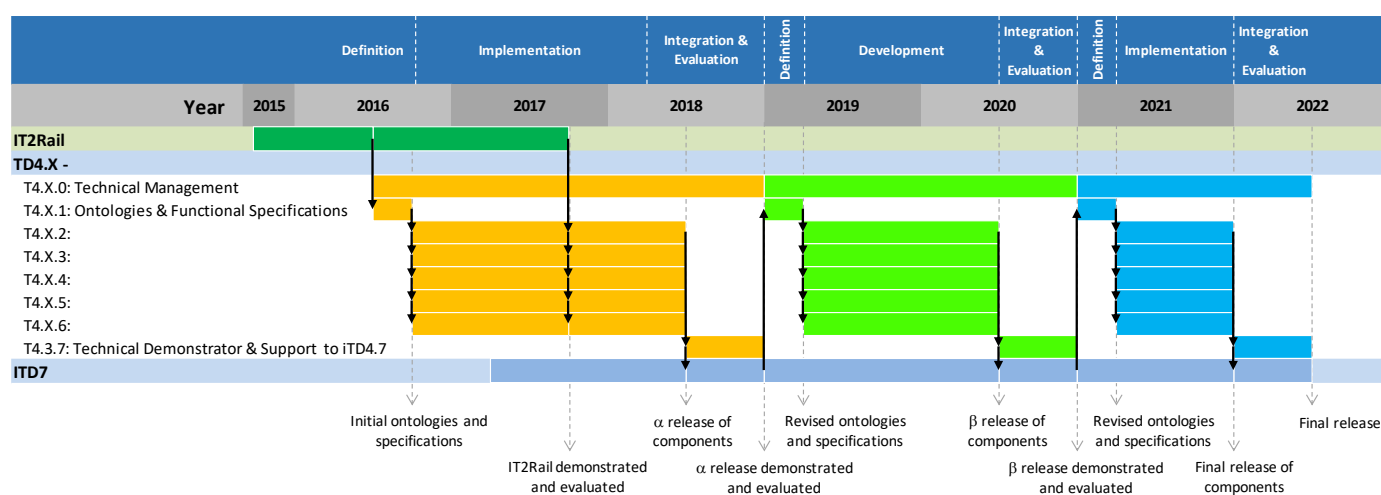 Definition
Implementation
Integration &
Evaluation
Definition
Development
Integration
&
Evaluation
Definition
Implementation
Integration
&
Evaluation
Year 2015 2016 2017 2018 2019 2020 2021 2022
IT2Rail
TD4.X -
T4.X.0: Technical Management
T4.X.1: Ontologies & Functional Specifications
T4.X.2:
T4.X.3:
T4.X.4:
T4.X.5:
T4.X.6:
T4.3.7: Technical Demonstrator & Support to iTD4.7
ITD7
Initial ontologies and
specifications
α release of
components
Revised ontologies
and specifications
β release of
components
Revised ontologies
and specifications
Final release
IT2Rail demonstrated
and evaluated
α release demonstrated
and evaluated
β release demonstrated
and evaluated
Final release of
components